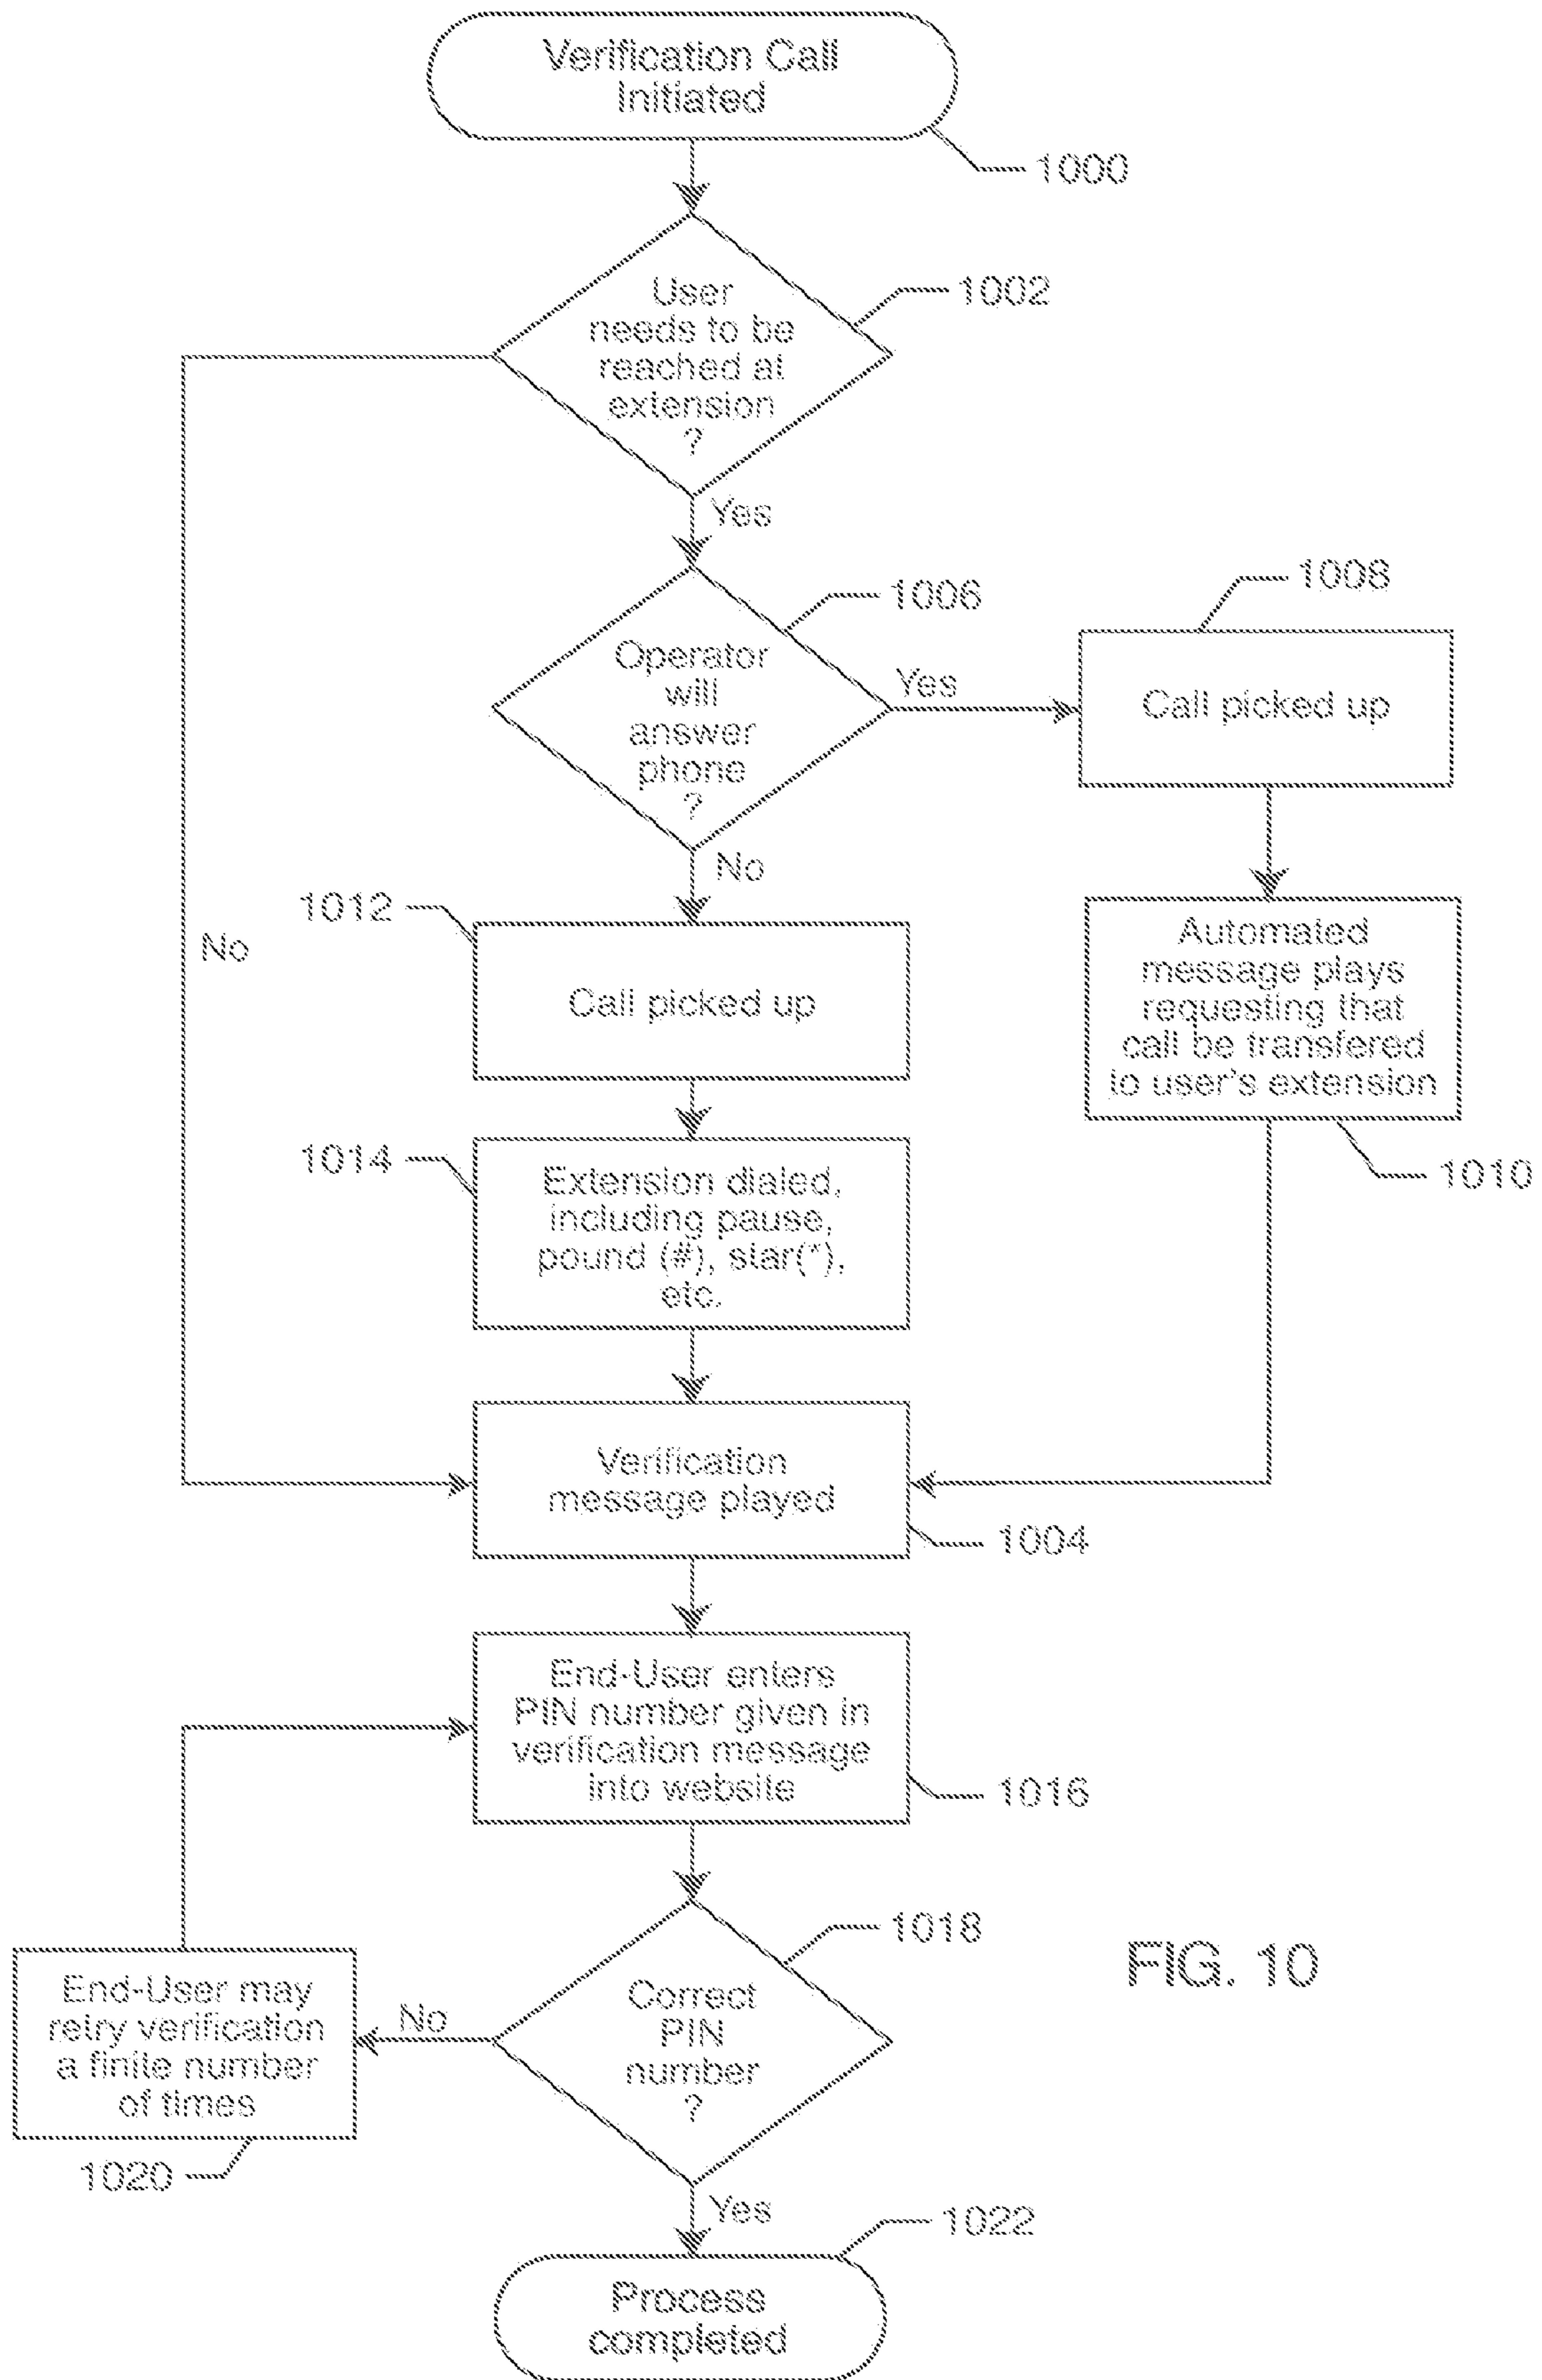 Verification Call
Initiated
1000
User
needs to be
reached at
extension
?
1002
Yes
1006
1008
Operator
will
answer
phone
?
Yes
Call picked up
No
1012
No
Call picked up
Automated
message plays
requesting that
call be transfered
to user's extension
1014
1010
Extension dialed,
including pause,
pound (#), star(*),
etc.
Verification
message played
1004
End-User enters
PIN number given in
verification message
into website
1016
1018
FIG. 10
Correct
PIN
number
?
No
End-User may
retry verification
a finite number
of times
1020
Yes
1022
Process
completed